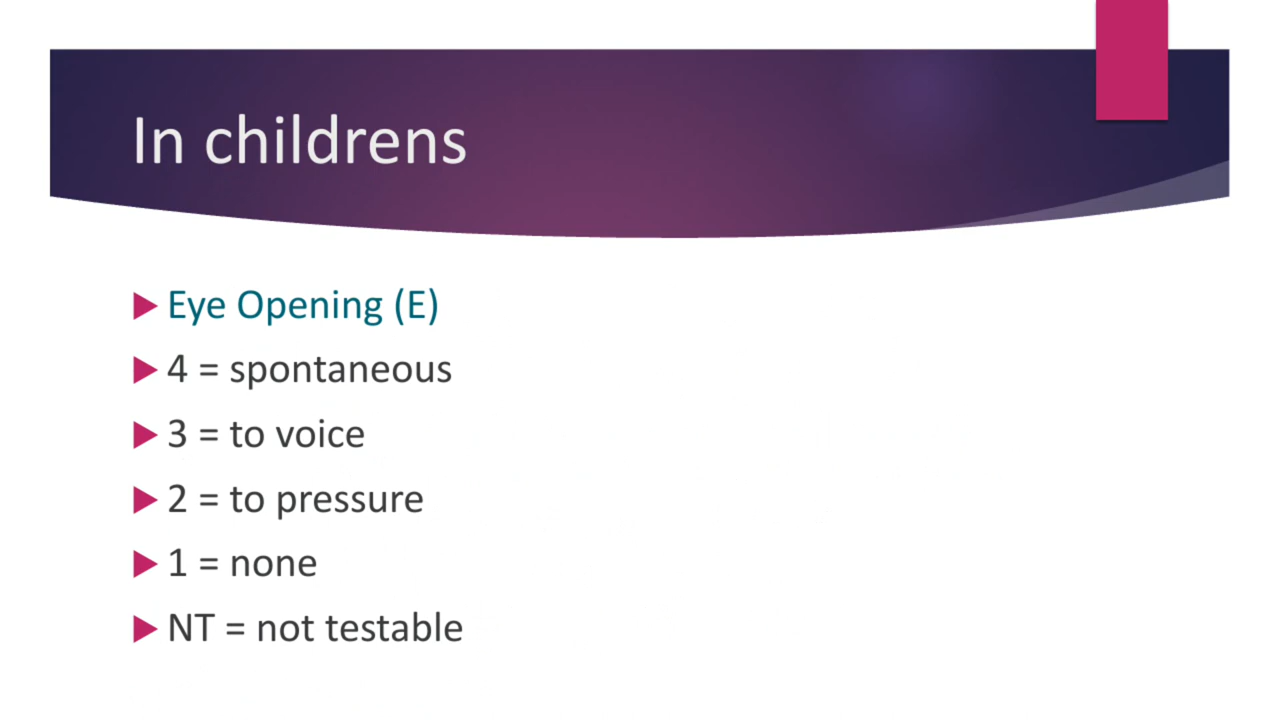 In childrens
Eye Opening (E)
4 = spontaneous
3 = to voice
2 = to pressure
1 = none
NT = not testable